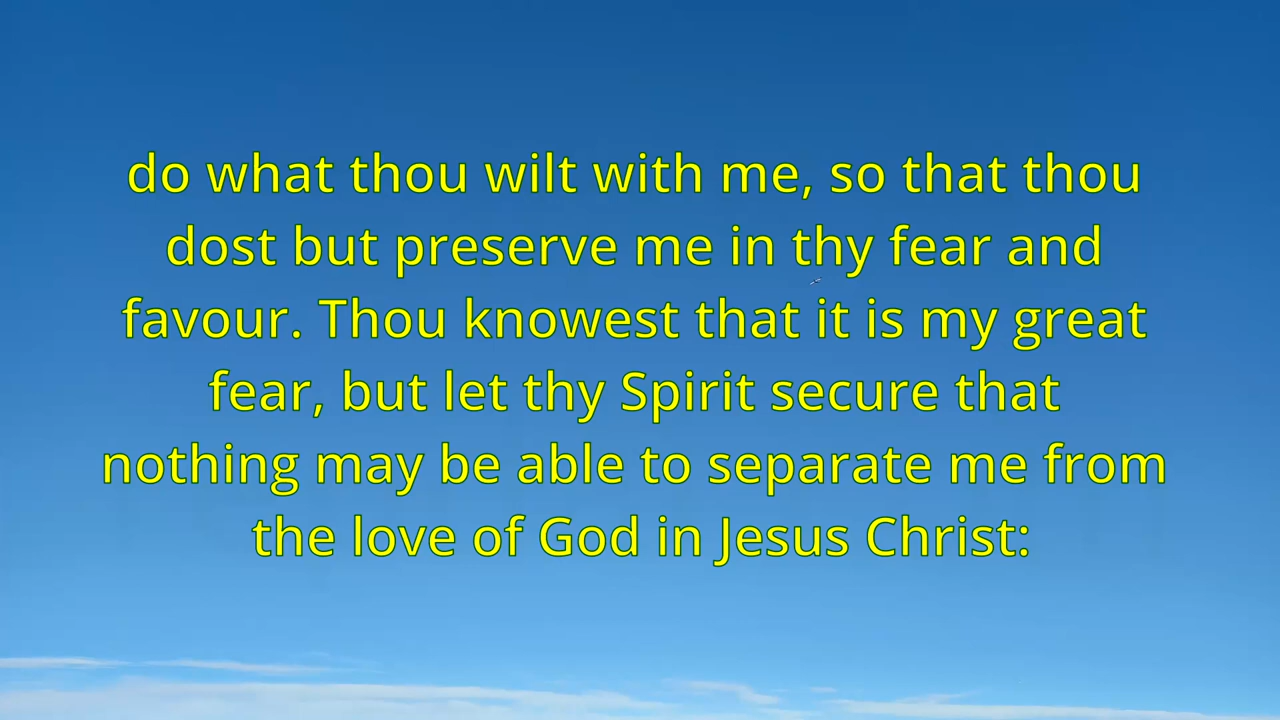 do what thou wilt with me, so that thou
dost but preserve me in thy fear and
favour. Thou knowest that it is my great
fear, but let thy Spirit secure that
nothing may be able to separate me from
the love of God in Jesus Christ: